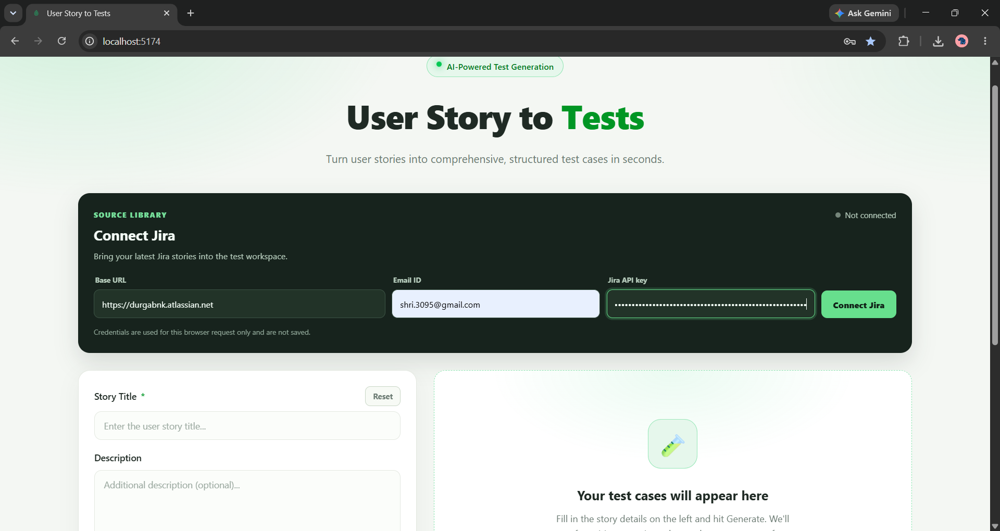 User Story to Tests
Ask Gemini
localhost:5174
AI-Powered Test Generation
User Story to Tests
Turn user stories into comprehensive, structured test cases in seconds.
SOURCE LIBRARY
Not connected
Connect Jira
Bring your latest Jira stories into the test workspace.
Base URL
Email ID
Jira API key
https://durgabnk.atlassian.net
shri.3095@gmail.com
Connect Jira
Credentials are used for this browser request only and are not saved.
Story Title *
Reset
Enter the user story title...
Description
Additional description (optional)...
Your test cases will appear here
Fill in the story details on the left and hit Generate. We'll